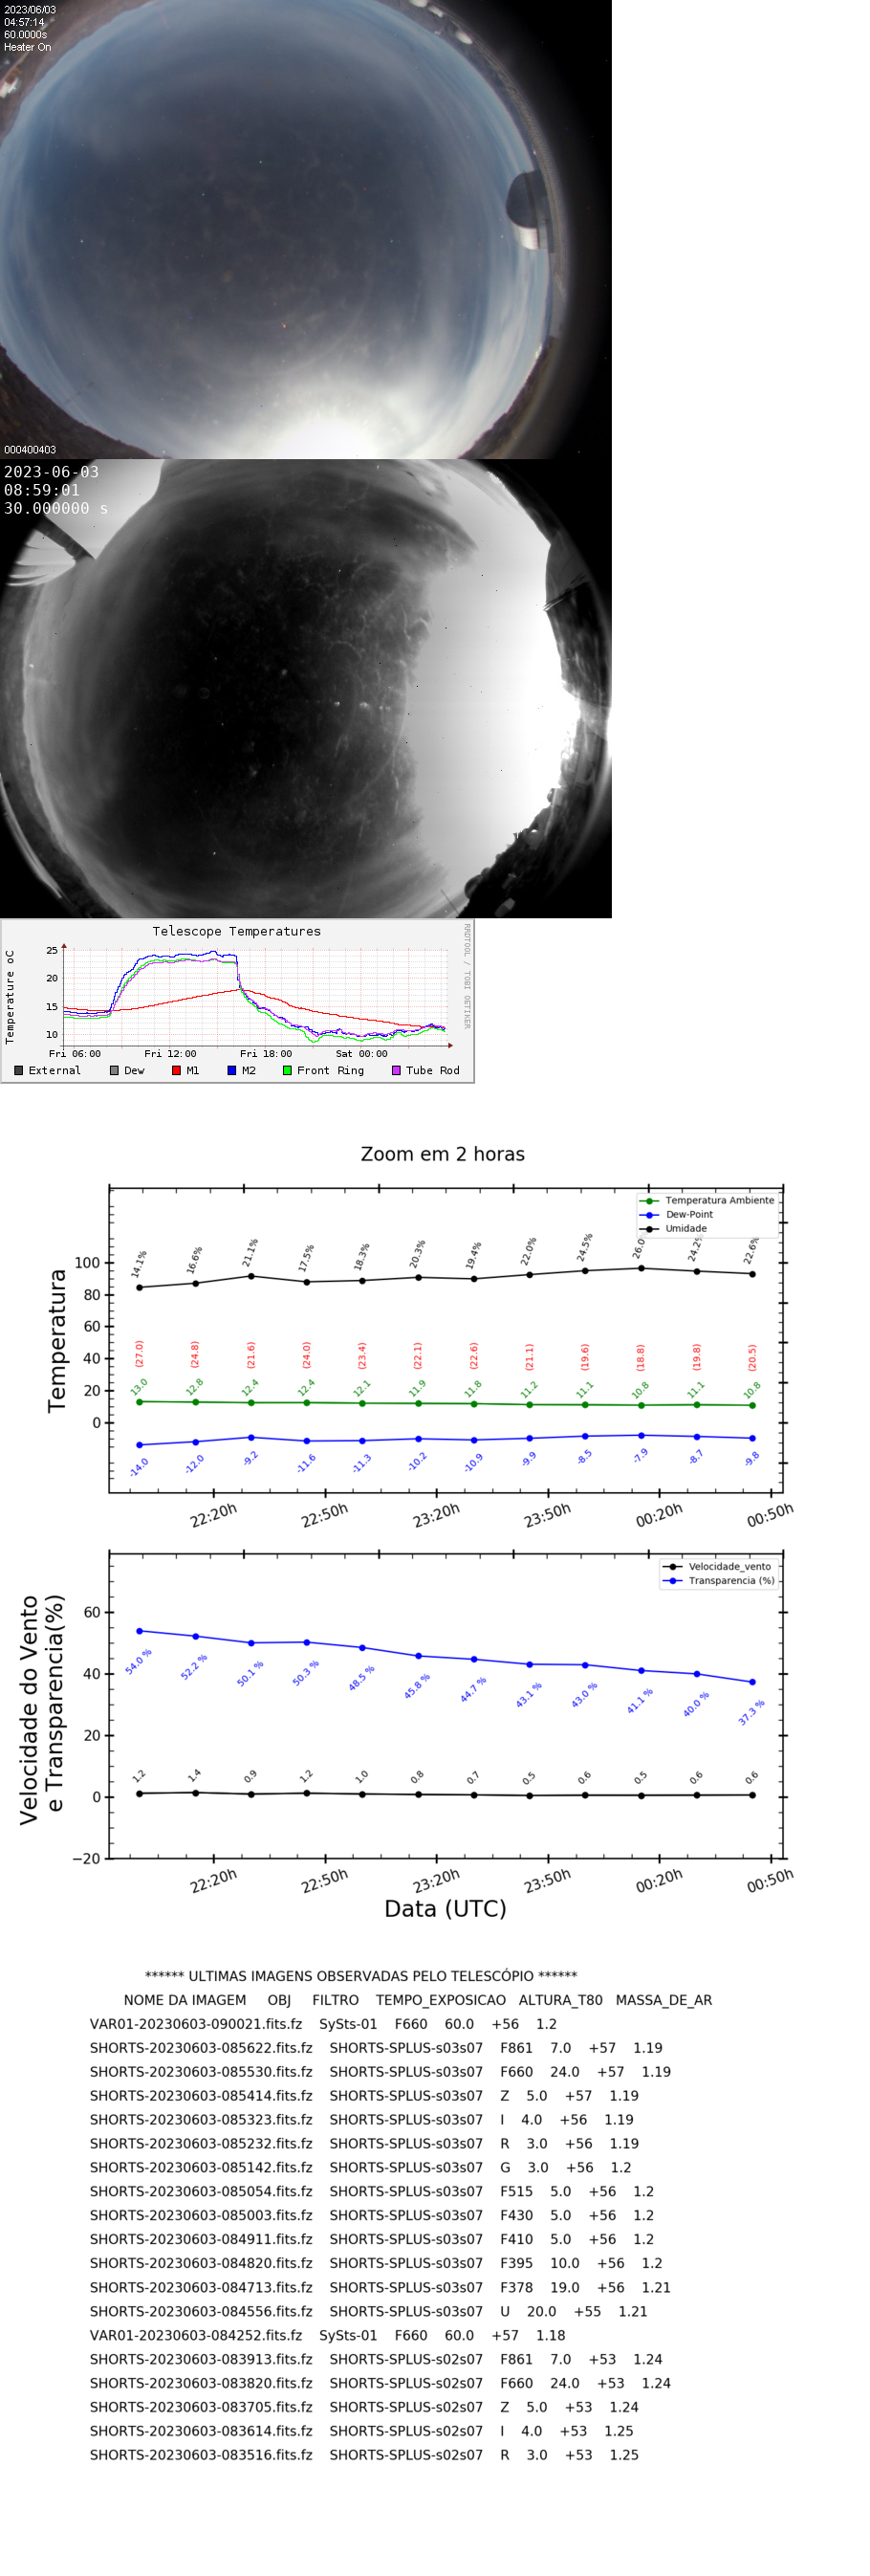 2023/06/03
04:57:14
60.0000s
Heater On
000400403
2023-06-03
08:59:01
30.000000 s
Telescope Temperatures
RRDTOOL / TOBI OETIKER
Temperature oC
25
20
15
10
Fri 06:00 Fri 12:00 Fri 18:00 Sat 00:00
External Dew M1 M2 Front Ring Tube Rod
Zoom em 2 horas
Temperatura Ambiente
Dew-Point
Umidade
Temperatura
100
80
60
40
20
0
14.1% 16.6% 21.1% 17.5% 18.3% 20.3% 19.4% 22.0% 24.5% 26.0 24.2% 22.6%
(27.0) (24.8) (21.6) (24.0) (23.4) (22.1) (22.6) (21.1) (19.6) (18.8) (19.8) (20.5)
13.0 12.8 12.4 12.4 12.1 11.9 11.8 11.2 11.1 10.8 11.1 10.8
-14.0 -12.0 -9.2 -11.6 -11.3 -10.2 -10.9 -9.9 -8.5 -7.9 -8.7 -9.8
22:20h 22:50h 23:20h 23:50h 00:20h 00:50h
Velocidade_vento
Transparencia (%)
Velocidade do Vento
e Transparencia(%)
60
40
20
0
−20
54.0 % 52.2 % 50.1 % 50.3 % 48.5 % 45.8 % 44.7 % 43.1 % 43.0 % 41.1 % 40.0 % 37.3 %
1.2 1.4 0.9 1.2 1.0 0.8 0.7 0.5 0.6 0.5 0.6 0.6
22:20h 22:50h 23:20h 23:50h 00:20h 00:50h
Data (UTC)
****** ULTIMAS IMAGENS OBSERVADAS PELO TELESCÓPIO ******
NOME DA IMAGEM OBJ FILTRO TEMPO_EXPOSICAO ALTURA_T80 MASSA_DE_AR
VAR01-20230603-090021.fits.fz SySts-01 F660 60.0 +56 1.2
SHORTS-20230603-085622.fits.fz SHORTS-SPLUS-s03s07 F861 7.0 +57 1.19
SHORTS-20230603-085530.fits.fz SHORTS-SPLUS-s03s07 F660 24.0 +57 1.19
SHORTS-20230603-085414.fits.fz SHORTS-SPLUS-s03s07 Z 5.0 +57 1.19
SHORTS-20230603-085323.fits.fz SHORTS-SPLUS-s03s07 I 4.0 +56 1.19
SHORTS-20230603-085232.fits.fz SHORTS-SPLUS-s03s07 R 3.0 +56 1.19
SHORTS-20230603-085142.fits.fz SHORTS-SPLUS-s03s07 G 3.0 +56 1.2
SHORTS-20230603-085054.fits.fz SHORTS-SPLUS-s03s07 F515 5.0 +56 1.2
SHORTS-20230603-085003.fits.fz SHORTS-SPLUS-s03s07 F430 5.0 +56 1.2
SHORTS-20230603-084911.fits.fz SHORTS-SPLUS-s03s07 F410 5.0 +56 1.2
SHORTS-20230603-084820.fits.fz SHORTS-SPLUS-s03s07 F395 10.0 +56 1.2
SHORTS-20230603-084713.fits.fz SHORTS-SPLUS-s03s07 F378 19.0 +56 1.21
SHORTS-20230603-084556.fits.fz SHORTS-SPLUS-s03s07 U 20.0 +55 1.21
VAR01-20230603-084252.fits.fz SySts-01 F660 60.0 +57 1.18
SHORTS-20230603-083913.fits.fz SHORTS-SPLUS-s02s07 F861 7.0 +53 1.24
SHORTS-20230603-083820.fits.fz SHORTS-SPLUS-s02s07 F660 24.0 +53 1.24
SHORTS-20230603-083705.fits.fz SHORTS-SPLUS-s02s07 Z 5.0 +53 1.24
SHORTS-20230603-083614.fits.fz SHORTS-SPLUS-s02s07 I 4.0 +53 1.25
SHORTS-20230603-083516.fits.fz SHORTS-SPLUS-s02s07 R 3.0 +53 1.25